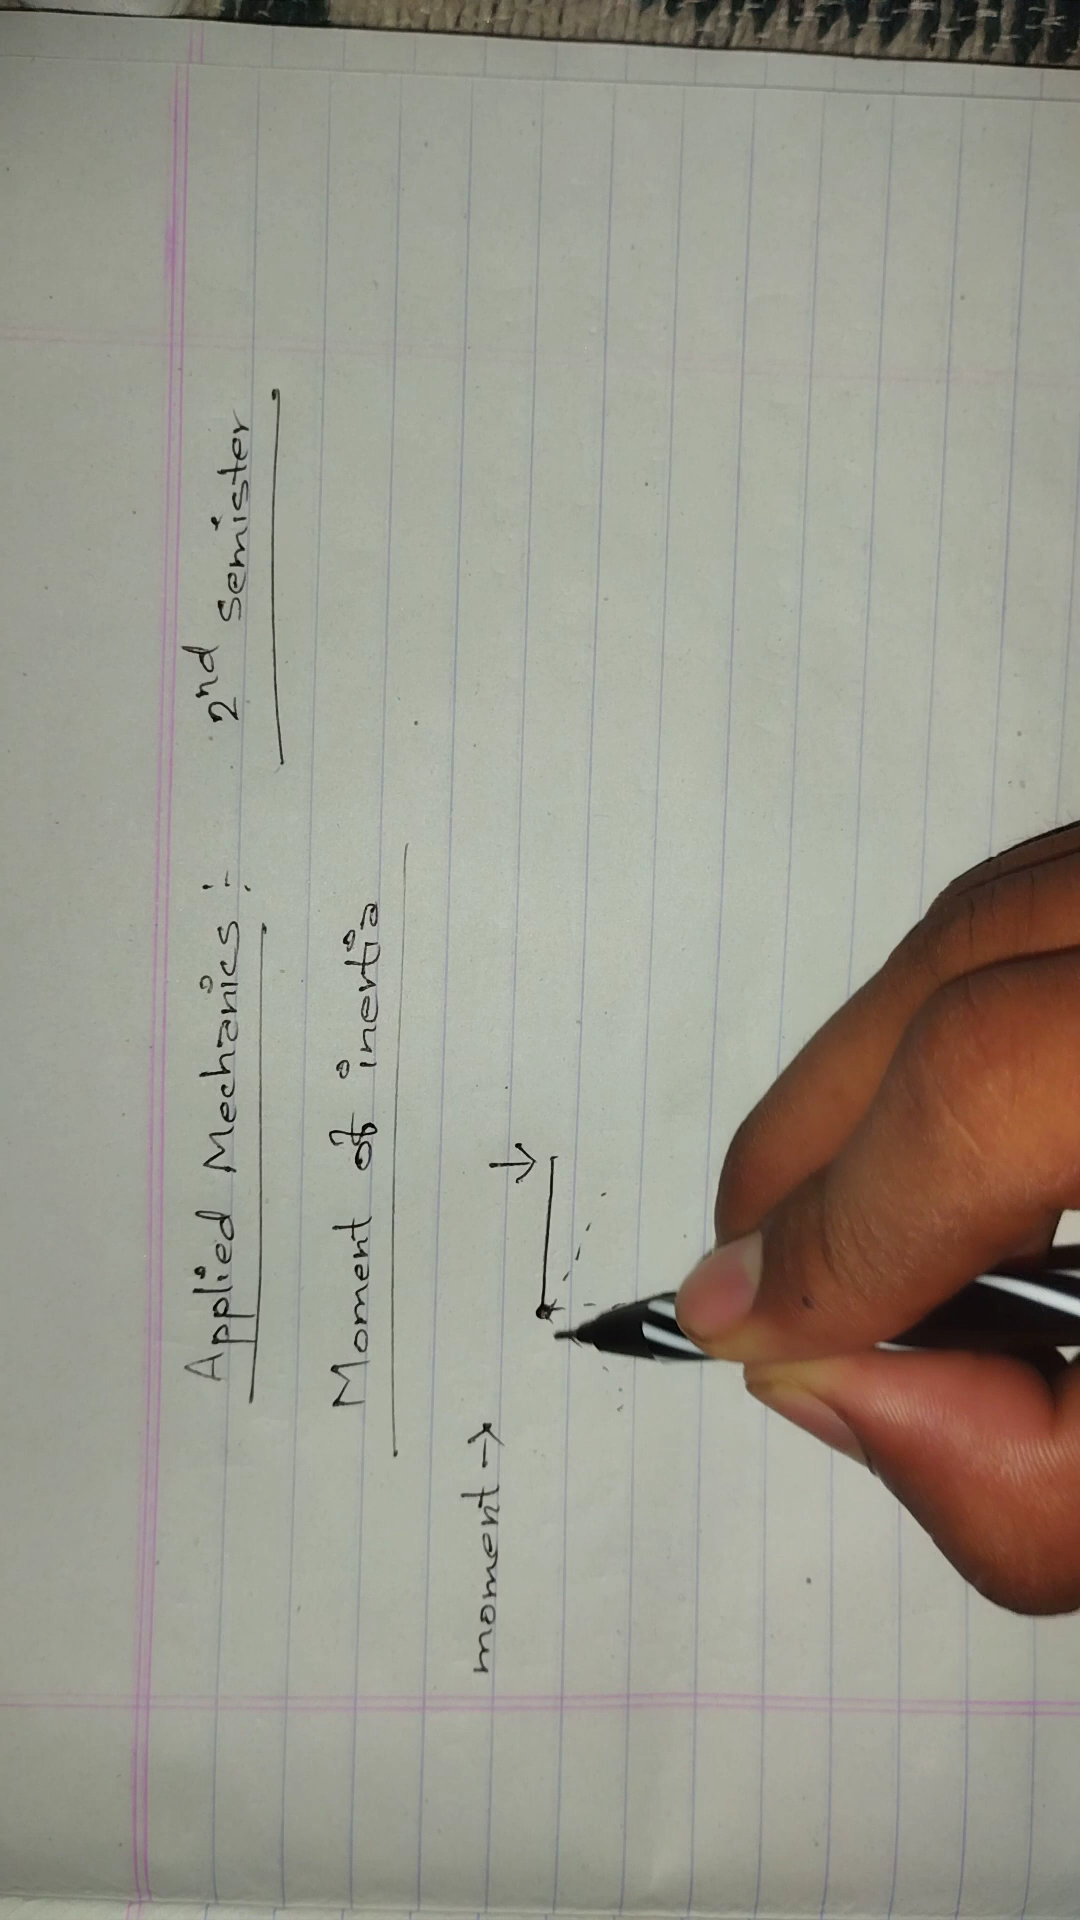 Applied Mechanics :- 2nd semister
Moment of inertia
moment →